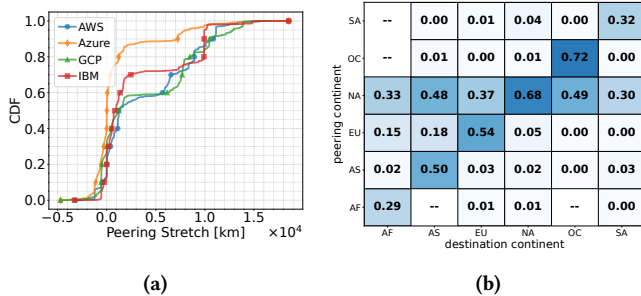 AWS
Azure
GCP
IBM
1.0
0.8
0.6
0.4
0.2
0.0
CDF
−0.5 0.0 0.5 1.0 1.5
×10⁴
Peering Stretch [km]
(a)
peering continent
SA -- 0.00 0.01 0.04 0.00 0.32
OC -- 0.01 0.00 0.01 0.72 0.00
NA 0.33 0.48 0.37 0.68 0.49 0.30
EU 0.15 0.18 0.54 0.05 0.00 0.00
AS 0.02 0.50 0.03 0.02 0.00 0.03
AF 0.29 -- 0.01 0.01 -- 0.00
AF AS EU NA OC SA
destination continent
(b)